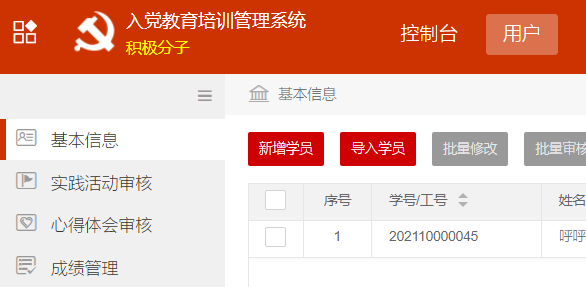 入党教育培训管理系统
积极分子
控制台
用户
基本信息
基本信息
实践活动审核
心得体会审核
成绩管理
新增学员
导入学员
批量修改
批量审核
序号
学号/工号
姓名
1
202110000045
呼呼